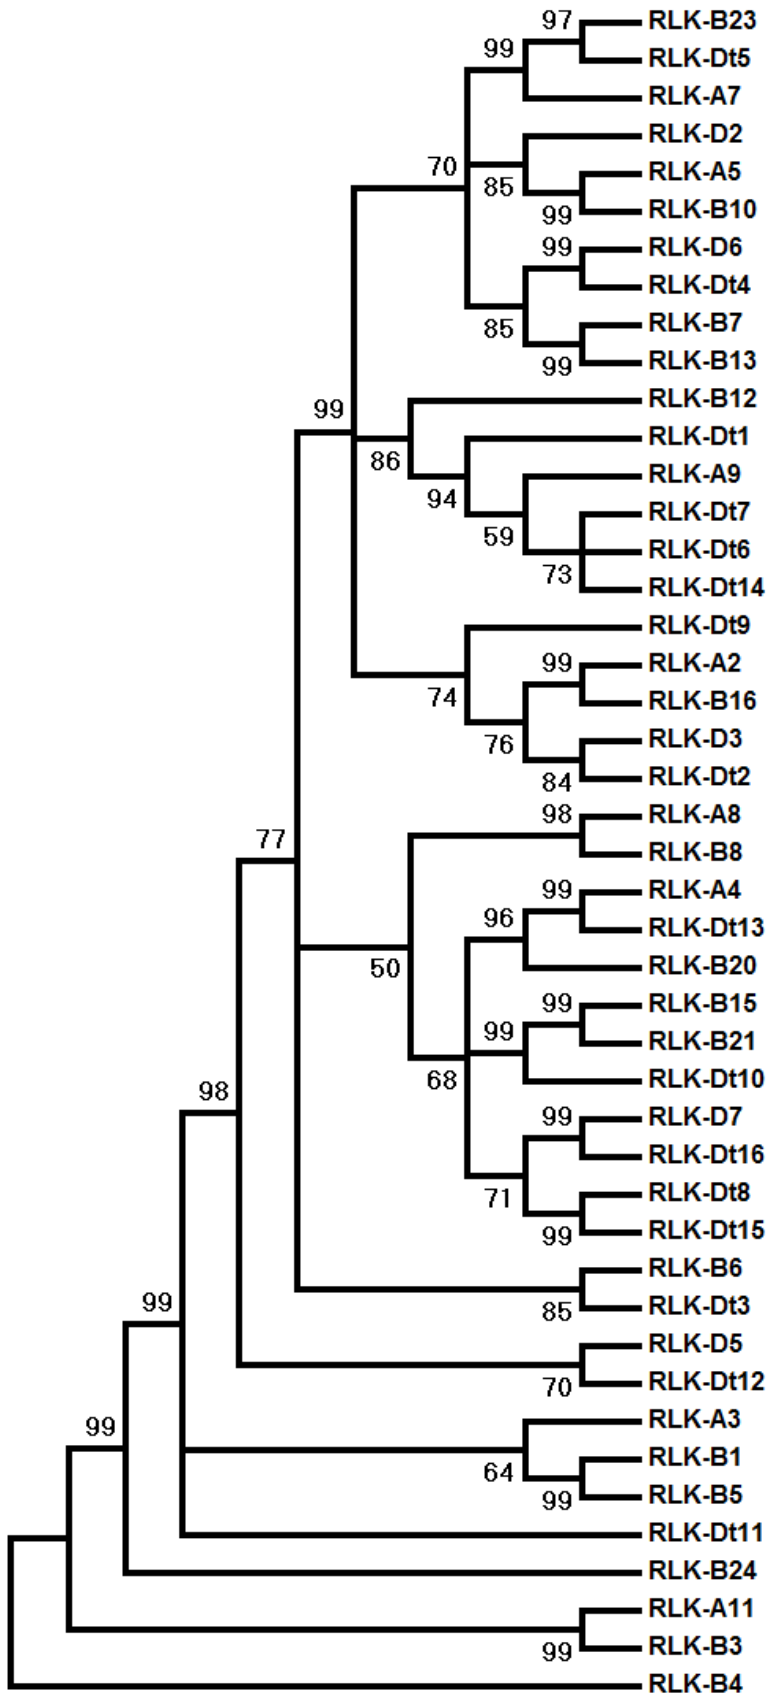 97 RLK-B23
99 RLK-Dt5
RLK-A7
RLK-D2
70 85 RLK-A5
99 RLK-B10
99 RLK-D6
RLK-Dt4
85 RLK-B7
99 RLK-B13
99 RLK-B12
86 RLK-Dt1
94 RLK-A9
59 RLK-Dt7
RLK-Dt6
73 RLK-Dt14
RLK-Dt9
99 RLK-A2
74 RLK-B16
76 RLK-D3
84 RLK-Dt2
98 RLK-A8
77 RLK-B8
99 RLK-A4
96 RLK-Dt13
50 RLK-B20
99 RLK-B15
99 RLK-B21
68 RLK-Dt10
98 99 RLK-D7
RLK-Dt16
71 RLK-Dt8
99 RLK-Dt15
RLK-B6
99 85 RLK-Dt3
RLK-D5
70 RLK-Dt12
99 RLK-A3
64 RLK-B1
99 RLK-B5
RLK-Dt11
RLK-B24
RLK-A11
99 RLK-B3
RLK-B4